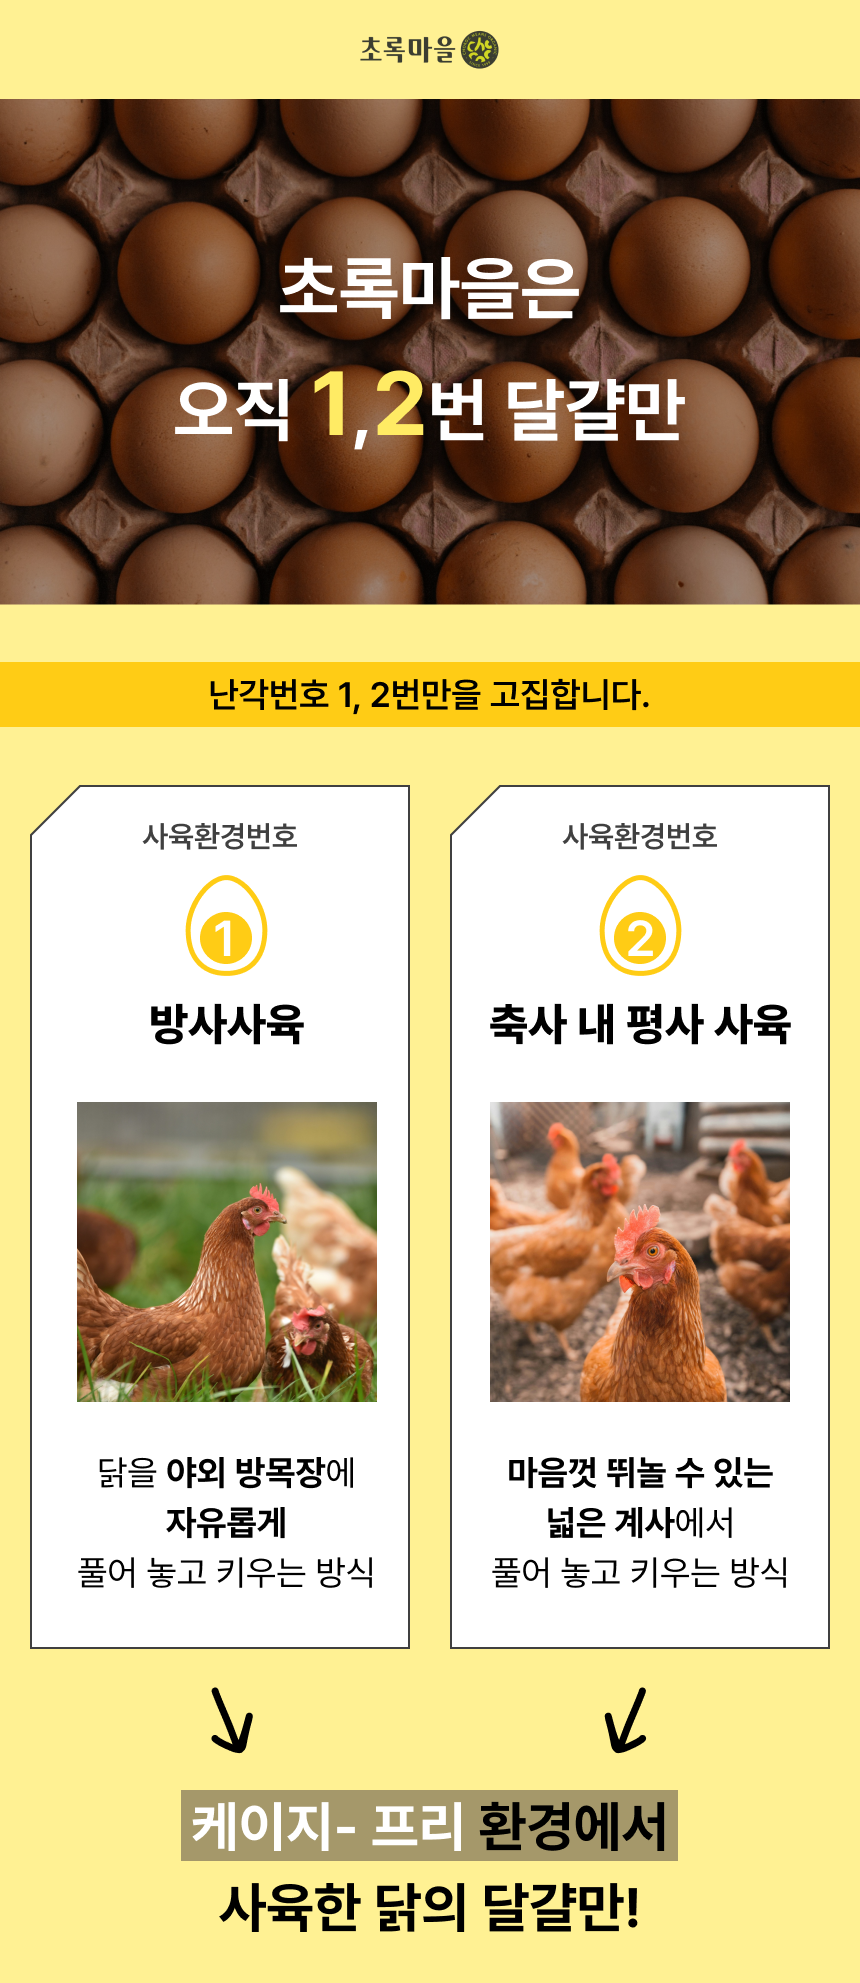 초록마을
초록마을은
오직 1,2번 달걀만
난각번호 1, 2번만을 고집합니다.
사육환경번호
1
방사사육
닭을 야외 방목장에
자유롭게
풀어 놓고 키우는 방식
사육환경번호
2
축사 내 평사 사육
마음껏 뛰놀 수 있는
넓은 계사에서
풀어 놓고 키우는 방식
케이지- 프리 환경에서
사육한 닭의 달걀만!